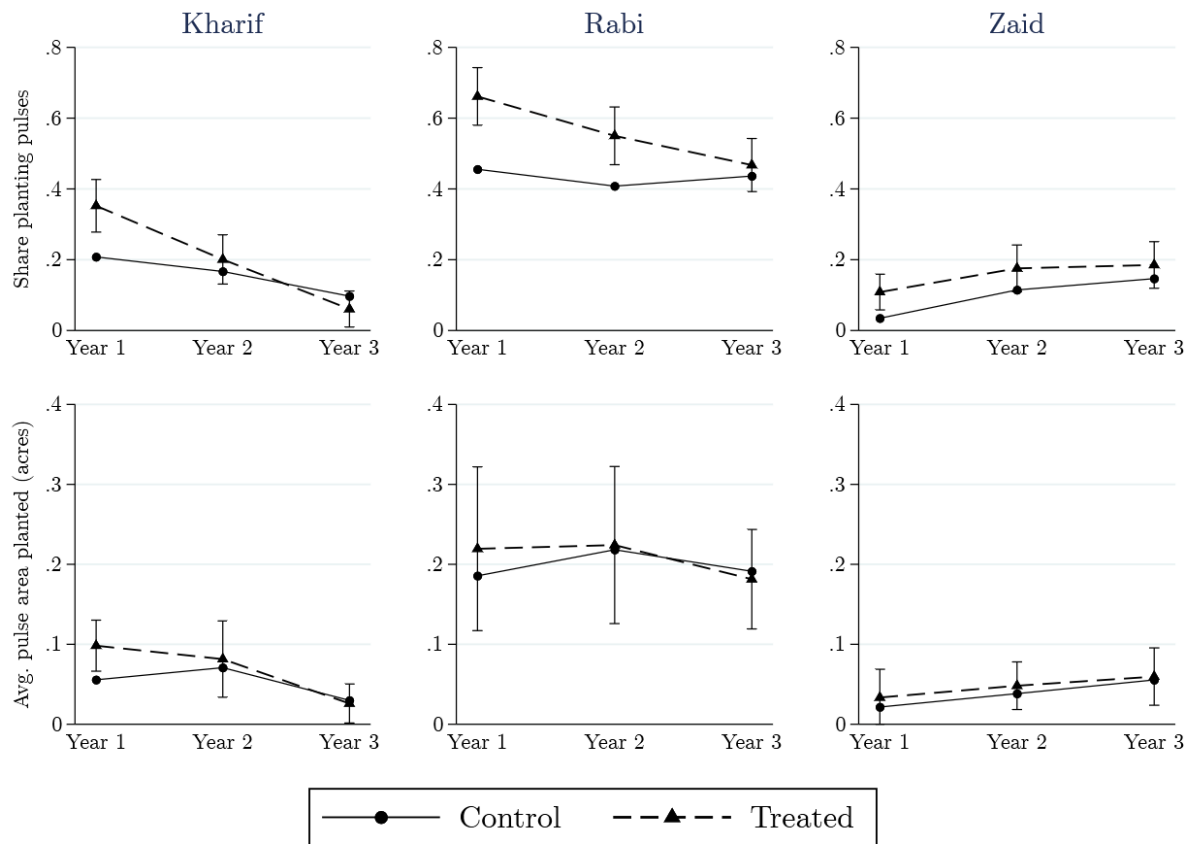 Kharif
Rabi
Zaid
Share planting pulses
.8
.6
.4
.2
0
Year 1 Year 2 Year 3
.8
.6
.4
.2
0
Year 1 Year 2 Year 3
.8
.6
.4
.2
0
Year 1 Year 2 Year 3
Avg. pulse area planted (acres)
.4
.3
.2
.1
0
Year 1 Year 2 Year 3
.4
.3
.2
.1
0
Year 1 Year 2 Year 3
.4
.3
.2
.1
0
Year 1 Year 2 Year 3
Control Treated